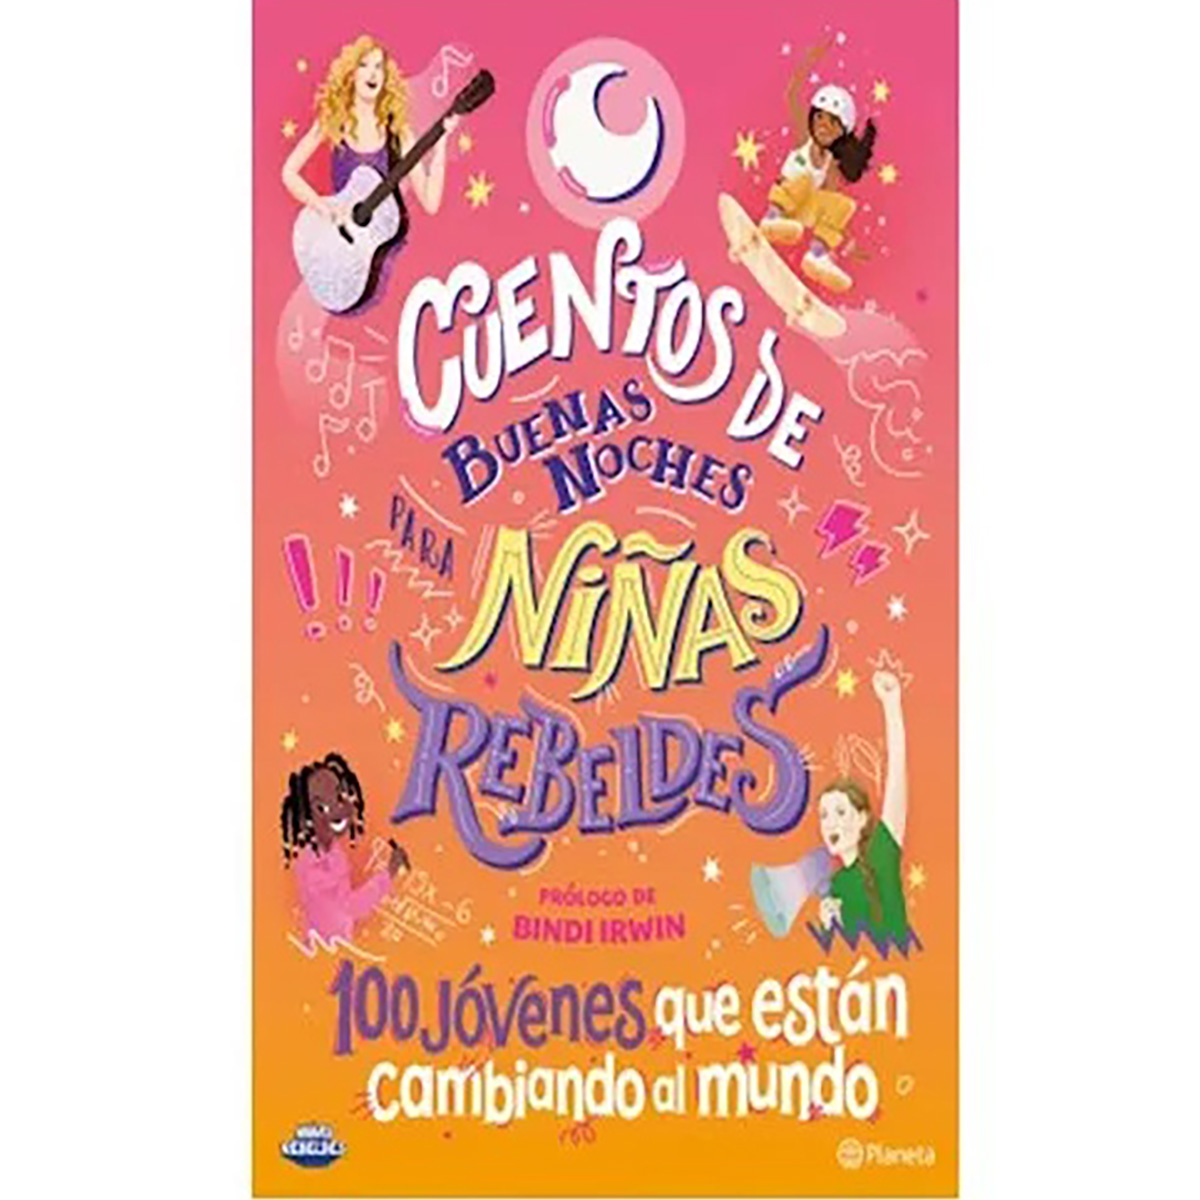 CUENTOS DE
BUENAS
NOCHES
PARA
NIÑAS
REBELDES
PRÓLOGO DE
BINDI IRWIN
100 JÓVENES que están
cambiando al mundo
REBELDES
Planeta